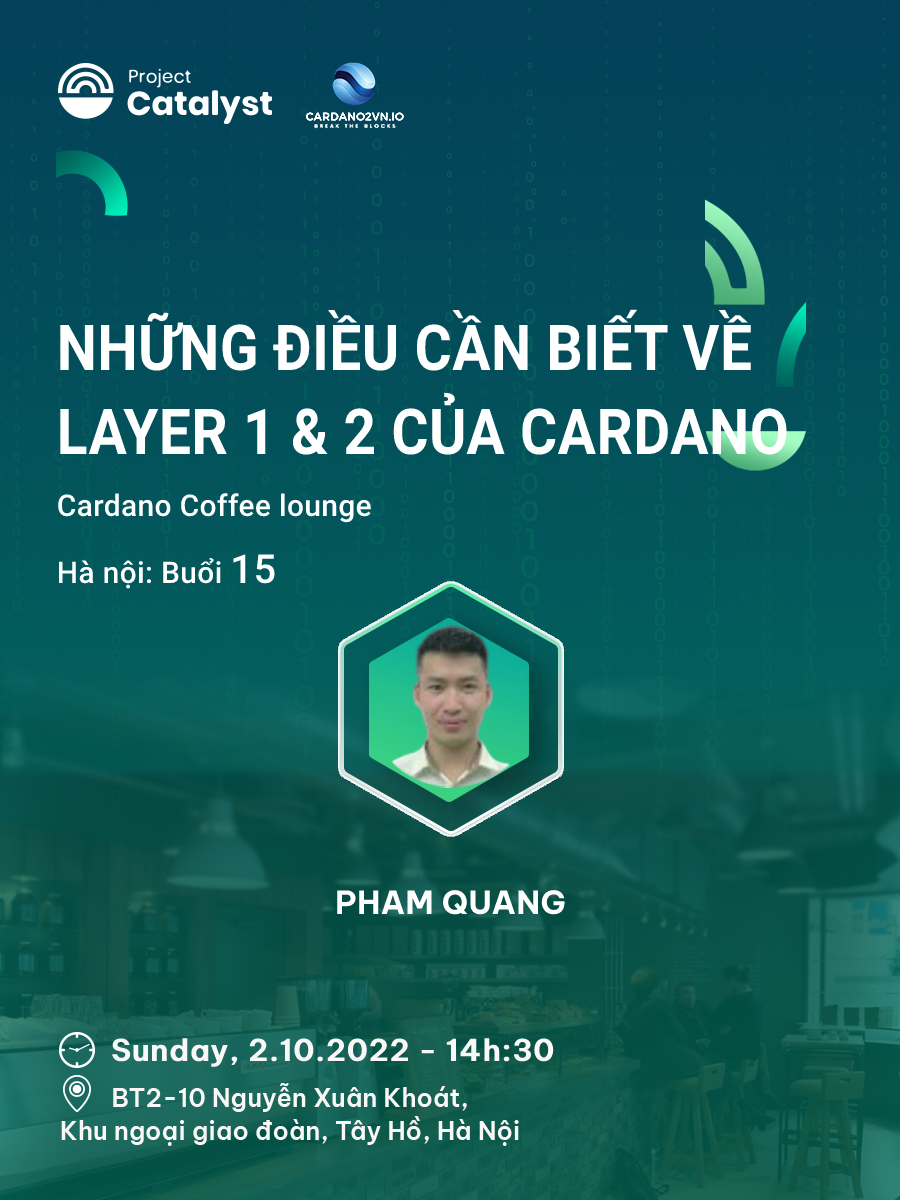 Project
Catalyst
CARDANO2VN.IO
BREAK THE BLOCKS
NHỮNG ĐIỀU CẦN BIẾT VỀ
LAYER 1 & 2 CỦA CARDANO
Cardano Coffee lounge
Hà nội: Buổi 15
PHAM QUANG
Sunday, 2.10.2022 - 14h:30
BT2-10 Nguyễn Xuân Khoát,
Khu ngoại giao đoàn, Tây Hồ, Hà Nội